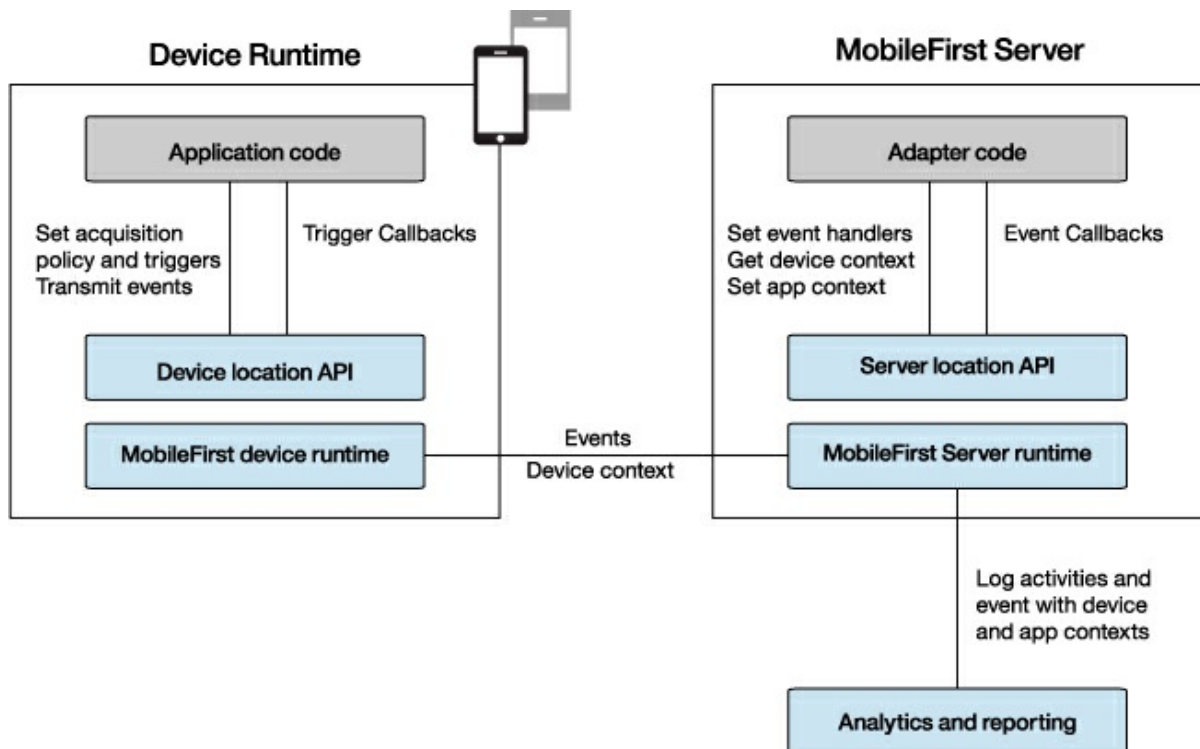 Device Runtime
Application code
Set acquisition
policy and triggers
Transmit events
Trigger Callbacks
Device location API
MobileFirst device runtime
Events
Device context
MobileFirst Server
Adapter code
Set event handlers
Get device context
Set app context
Event Callbacks
Server location API
MobileFirst Server runtime
Log activities and
event with device
and app contexts
Analytics and reporting